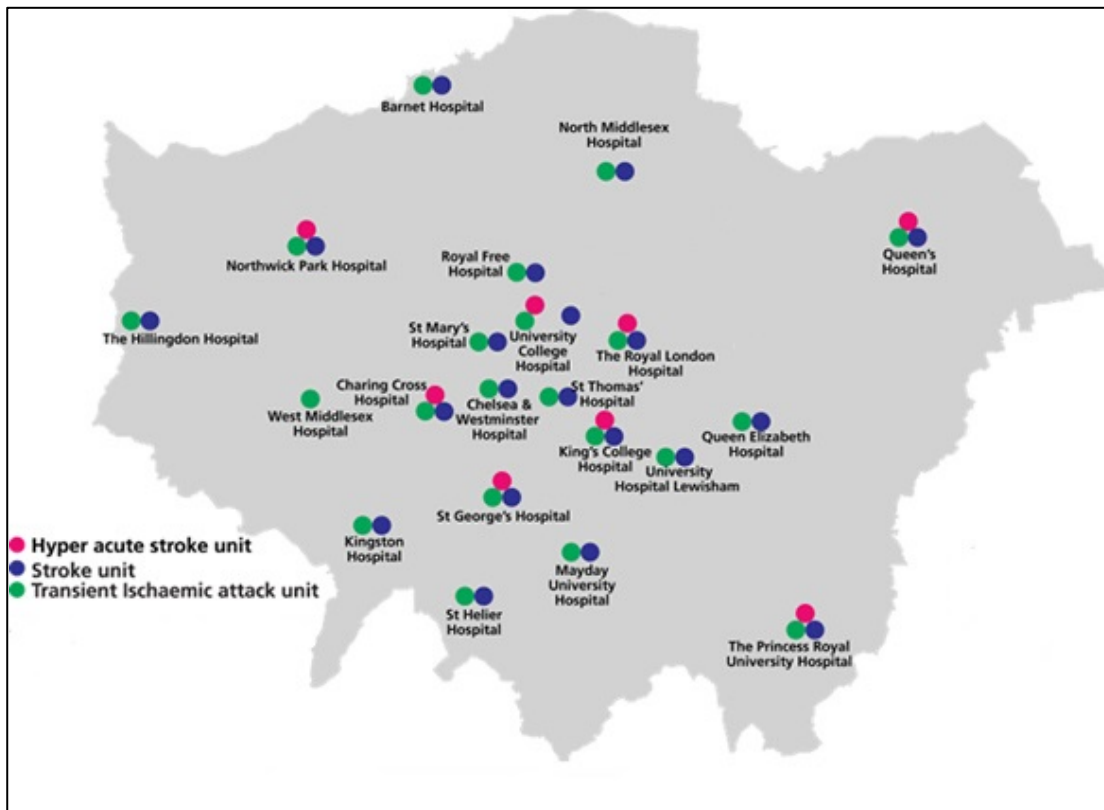 Barnet Hospital
North Middlesex
Hospital
Northwick Park Hospital
Royal Free
Hospital
Queen's
Hospital
The Hillingdon Hospital
St Mary's
Hospital
University
College
Hospital
The Royal London
Hospital
Charing Cross
Hospital
West Middlesex
Hospital
Chelsea &
Westminster
Hospital
St Thomas'
Hospital
King's College
Hospital
Queen Elizabeth
Hospital
University
Hospital Lewisham
St George's Hospital
Kingston
Hospital
Mayday
University
Hospital
St Helier
Hospital
The Princess Royal
University Hospital
Hyper acute stroke unit
Stroke unit
Transient Ischaemic attack unit